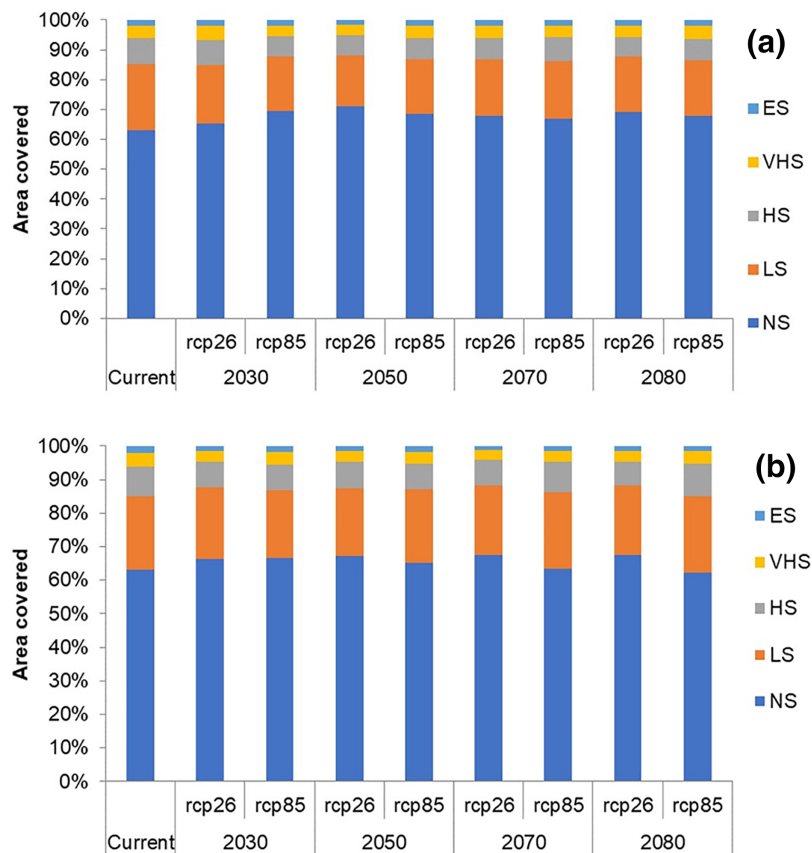 (a)
Area covered
100%
90%
80%
70%
60%
50%
40%
30%
20%
10%
0%
rcp26 rcp85 rcp26 rcp85 rcp26 rcp85 rcp26 rcp85
Current 2030 2050 2070 2080
ES
VHS
HS
LS
NS
(b)
Area covered
100%
90%
80%
70%
60%
50%
40%
30%
20%
10%
0%
rcp26 rcp85 rcp26 rcp85 rcp26 rcp85 rcp26 rcp85
Current 2030 2050 2070 2080
ES
VHS
HS
LS
NS